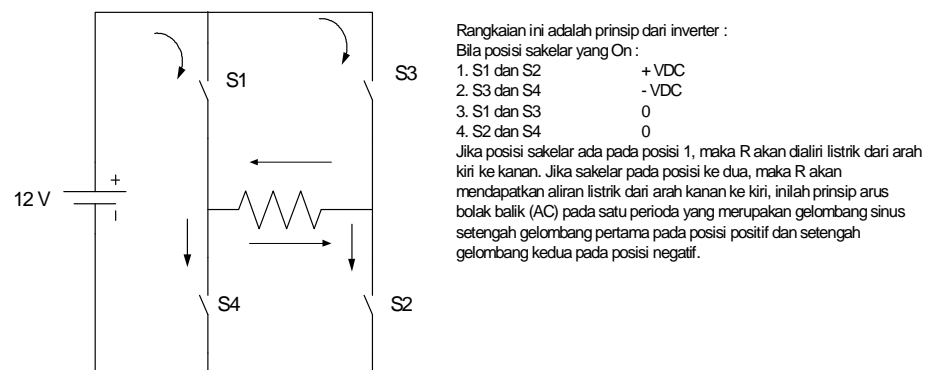 S1
S3
12 V
+
S4
S2
Rangkaian ini adalah prinsip dari inverter :
Bila posisi sakelar yang On :
1. S1 dan S2 + VDC
2. S3 dan S4 - VDC
3. S1 dan S3 0
4. S2 dan S4 0
Jika posisi sakelar ada pada posisi 1, maka R akan dialiri listrik dari arah
kiri ke kanan. Jika sakelar pada posisi ke dua, maka R akan
mendapatkan aliran listrik dari arah kanan ke kiri, inilah prinsip arus
bolak balik (AC) pada satu perioda yang merupakan gelombang sinus
setengah gelombang pertama pada posisi positif dan setengah
gelombang kedua pada posisi negatif.